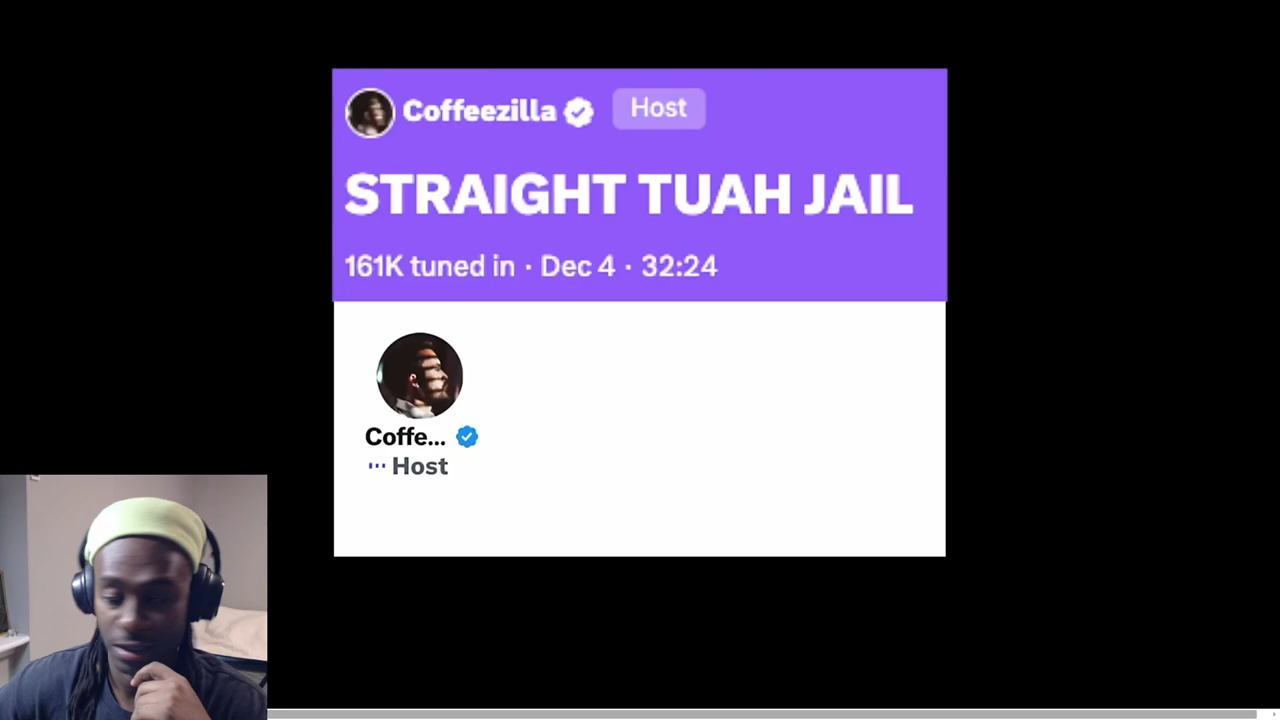 Coffeezilla Host
STRAIGHT TUAH JAIL
161K tuned in · Dec 4 · 32:24
Coffe...
··· Host